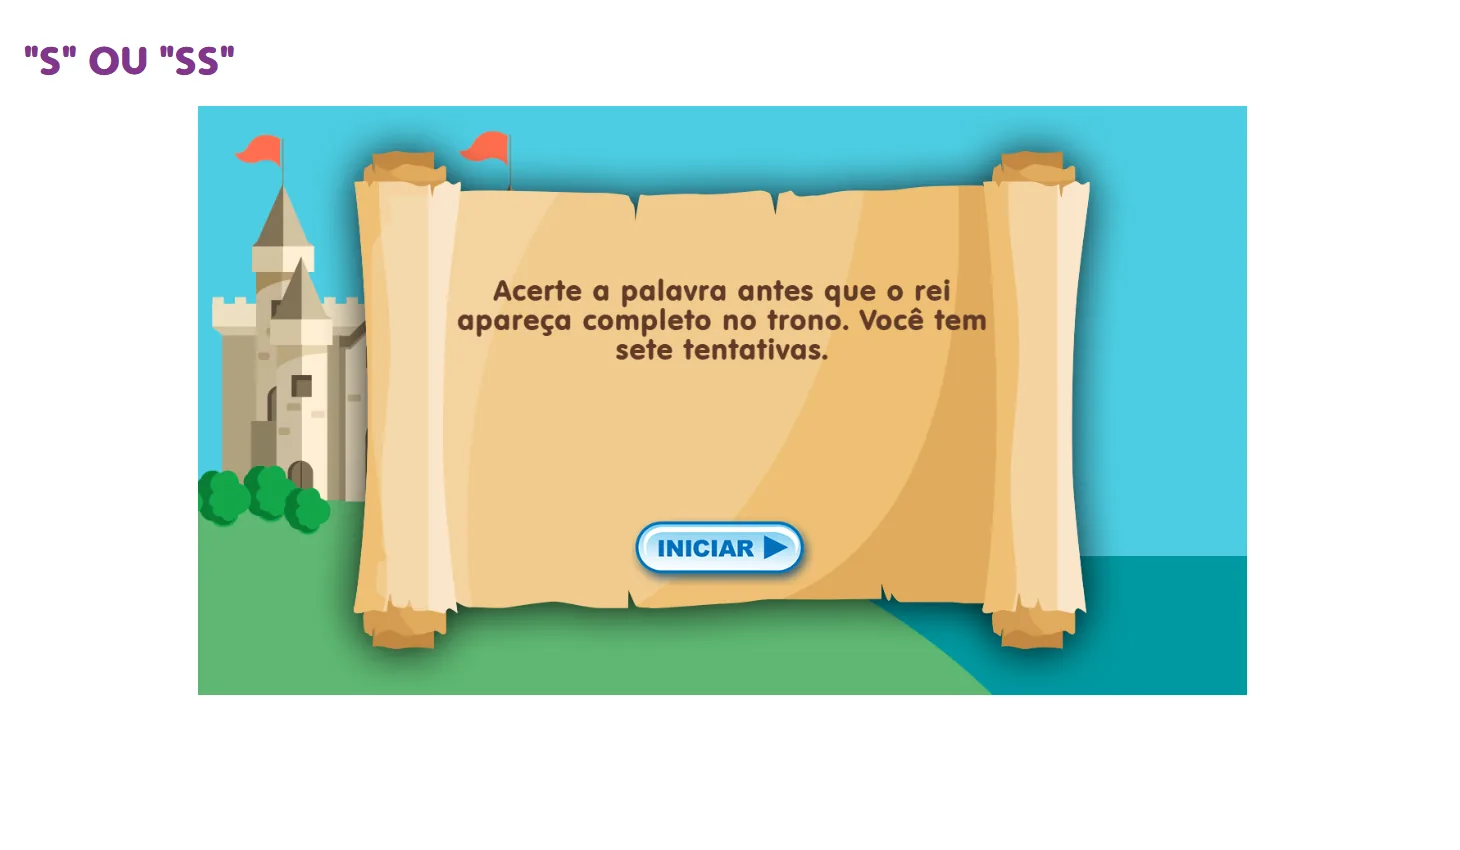 "S" OU "SS"
Acerte a palavra antes que o rei
apareça completo no trono. Você tem
sete tentativas.
INICIAR